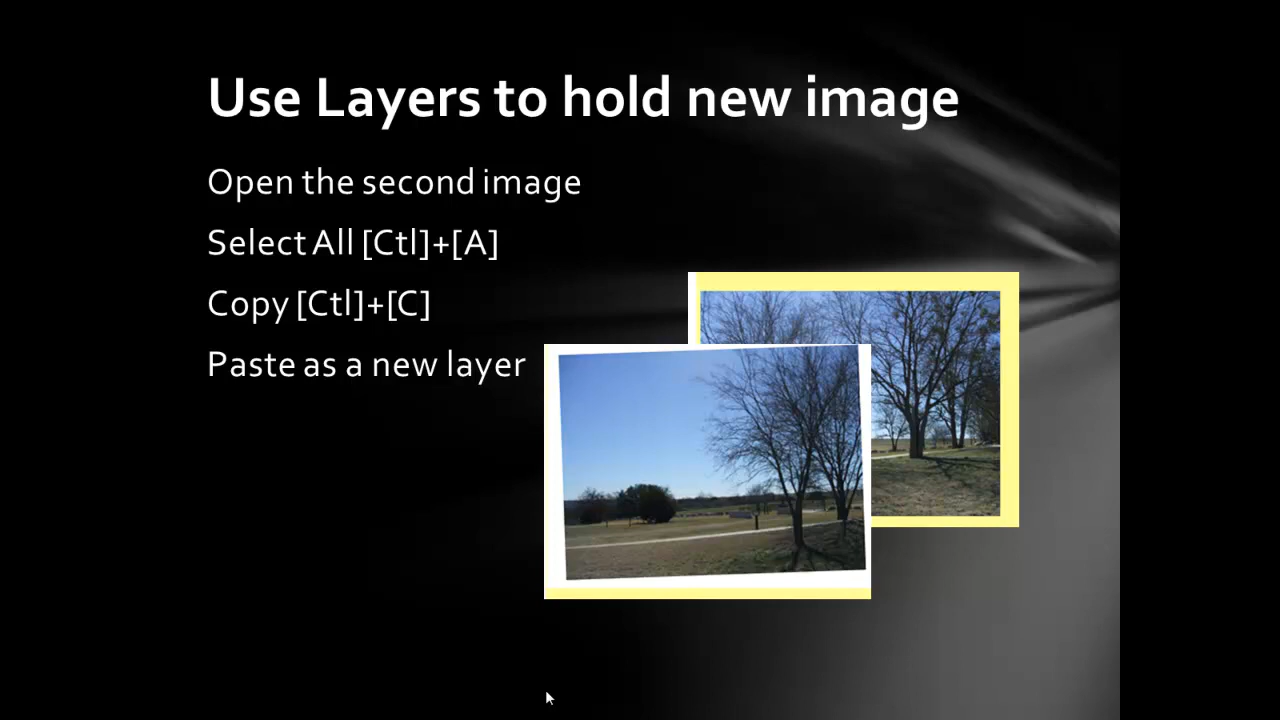 Use Layers to hold new image
Open the second image
Select All [Ctl]+[A]
Copy [Ctl]+[C]
Paste as a new layer